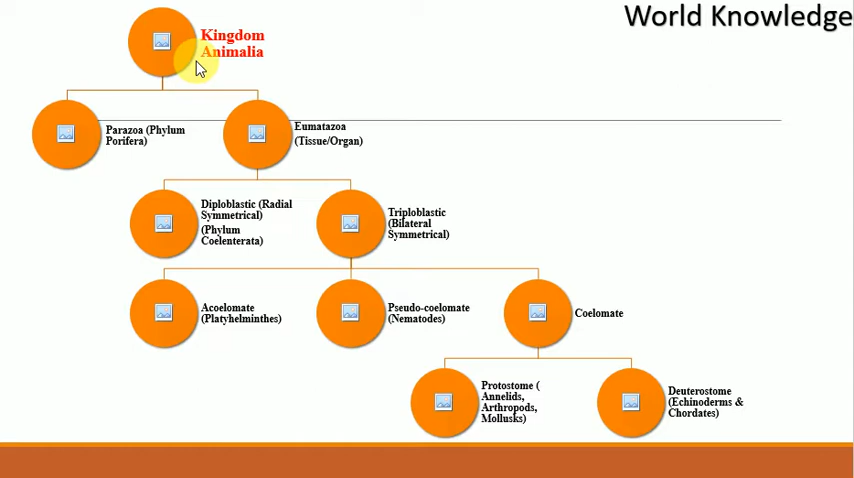 World Knowledge
Kingdom
Animalia
Parazoa (Phylum
Porifera)
Eumatazoa
(Tissue/Organ)
Diploblastic (Radial
Symmetrical)
(Phylum
Coelenterata)
Triploblastic
(Bilateral
Symmetrical)
Acoelomate
(Platyhelminthes)
Pseudo-coelomate
(Nematodes)
Coelomate
Protostome (
Annelids,
Arthropods,
Mollusks)
Deuterostome
(Echinoderms &
Chordates)